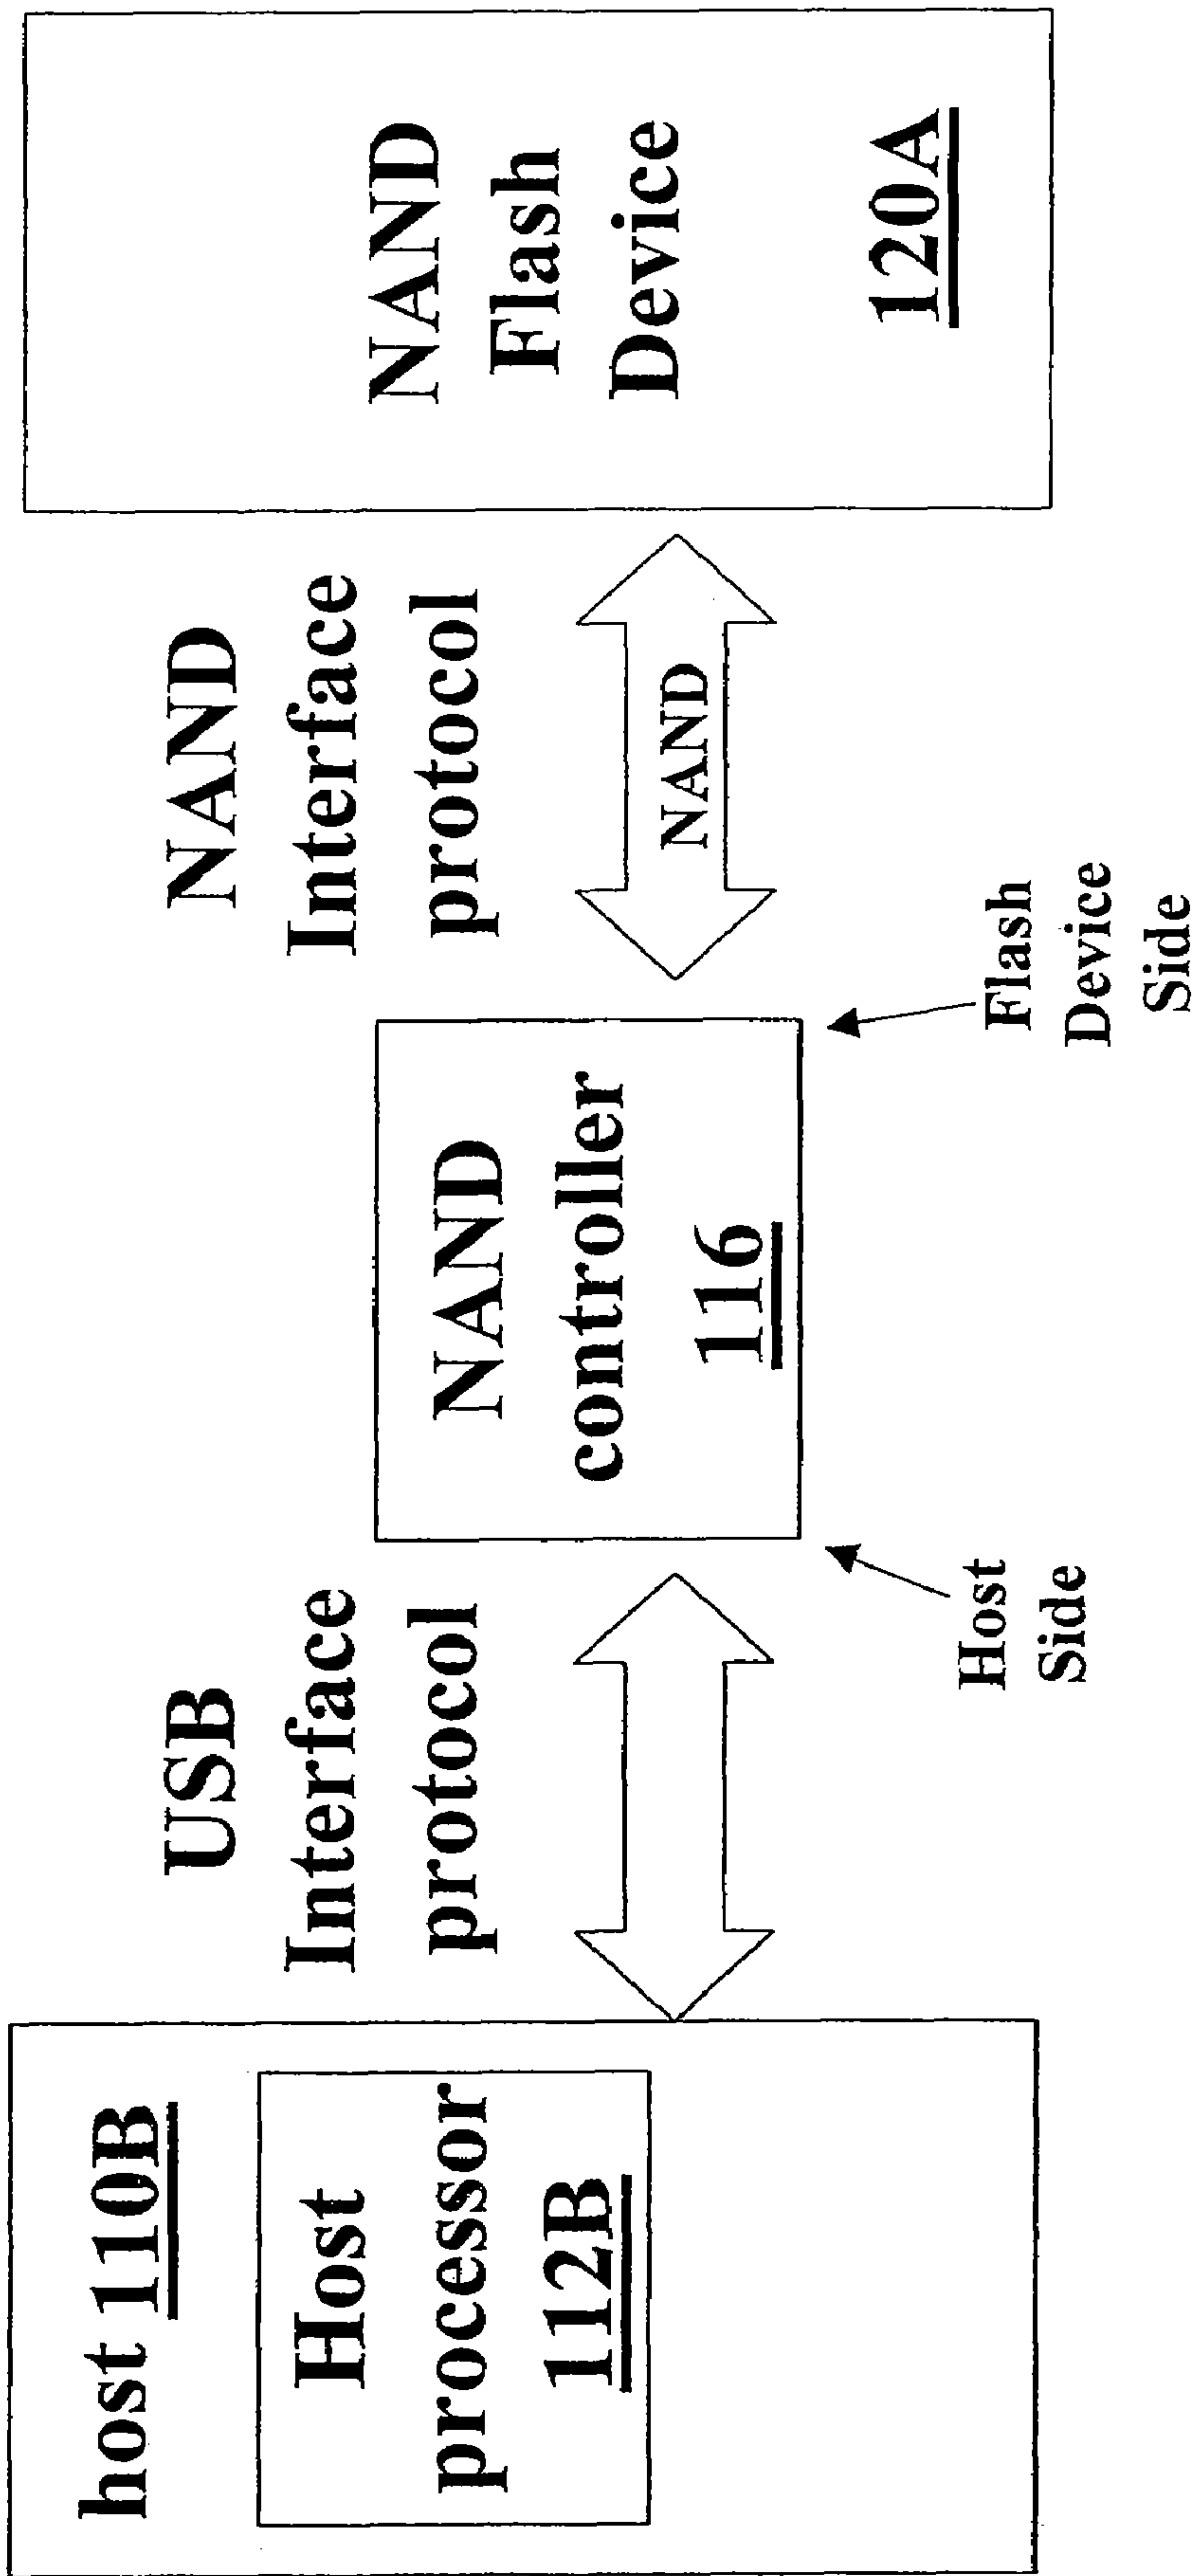 host 110B
Host
processor
112B
USB
Interface
protocol
Host
Side
NAND
controller
116
Flash
Device
Side
NAND
Interface
protocol
NAND
NAND
Flash
Device
120A